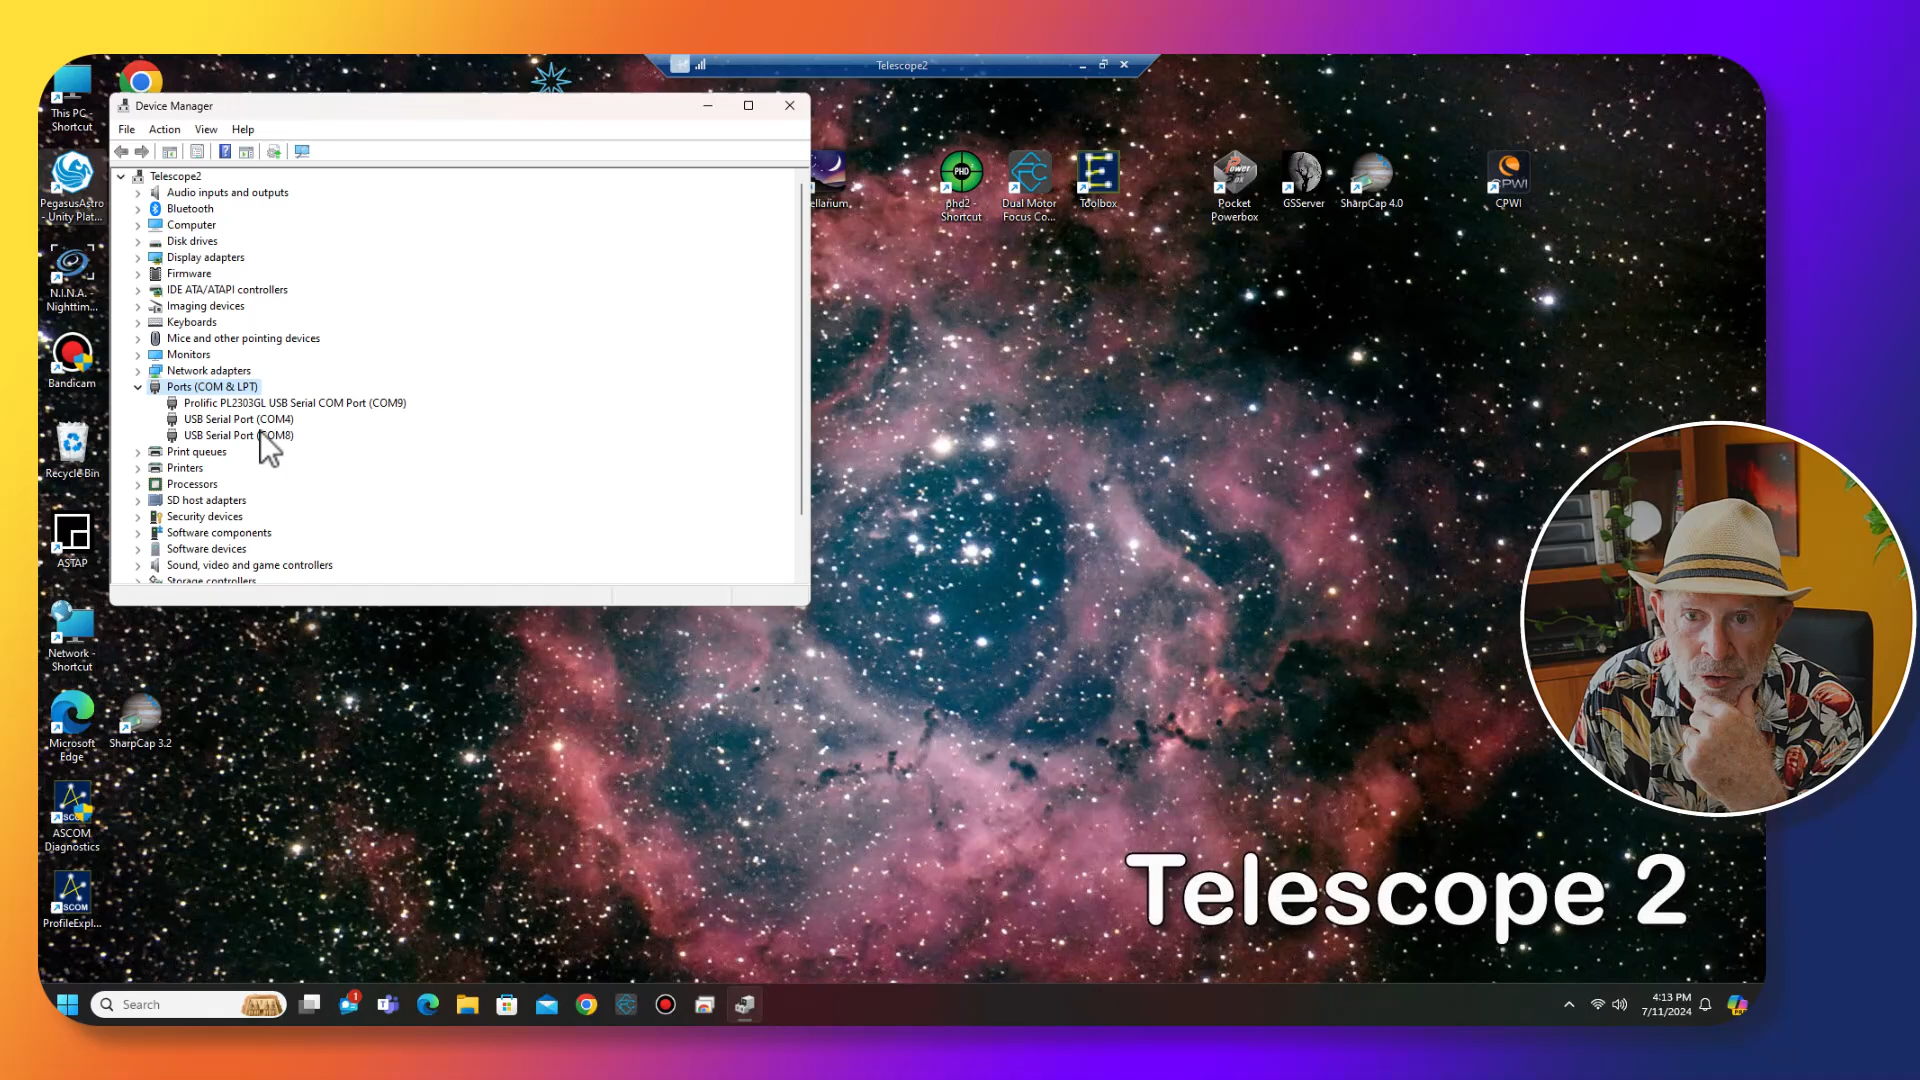 Telescope2
This PC -
Shortcut
Device Manager
File Action View Help
Telescope2
Audio inputs and outputs
Bluetooth
Computer
Disk drives
Display adapters
Firmware
IDE ATA/ATAPI controllers
Imaging devices
Keyboards
Mice and other pointing devices
Monitors
Network adapters
Ports (COM & LPT)
Prolific PL2303GL USB Serial COM Port (COM9)
USB Serial Port (COM4)
USB Serial Port (COM8)
Print queues
Printers
Processors
SD host adapters
Security devices
Software components
Software devices
Sound, video and game controllers
Storage controllers
PegasusAstro
- Unity Plat...
N.I.N.A. -
Nighttim...
Bandicam
Recycle Bin
ASTAP
Network -
Shortcut
Microsoft
Edge
SharpCap 3.2
ASCOM
Diagnostics
SCOM
ProfileExpl...
ellarium
PHD
phd2 -
Shortcut
Dual Motor
Focus Co...
Toolbox
Power
Pocket
Powerbox
GSServer
SharpCap 4.0
CPWI
CPWI
Telescope 2
Search
1
4:13 PM
7/11/2024